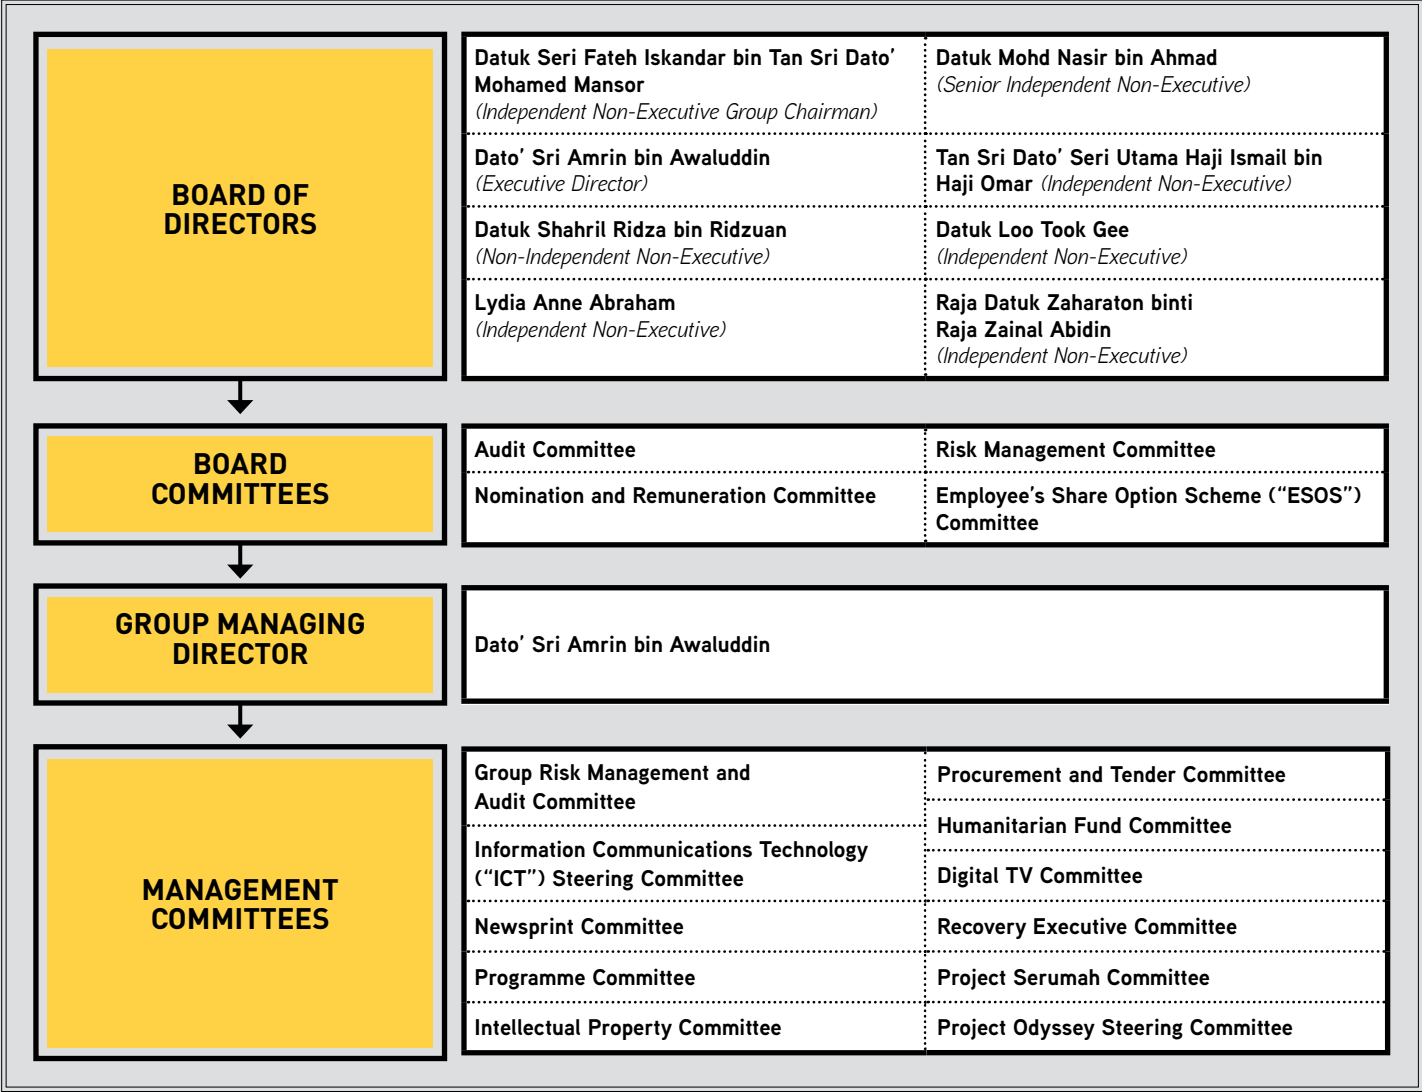 BOARD OF
DIRECTORS
Datuk Seri Fateh Iskandar bin Tan Sri Dato’
Mohamed Mansor
(Independent Non-Executive Group Chairman)
Datuk Mohd Nasir bin Ahmad
(Senior Independent Non-Executive)
Dato’ Sri Amrin bin Awaluddin
(Executive Director)
Tan Sri Dato’ Seri Utama Haji Ismail bin
Haji Omar (Independent Non-Executive)
Datuk Shahril Ridza bin Ridzuan
(Non-Independent Non-Executive)
Datuk Loo Took Gee
(Independent Non-Executive)
Lydia Anne Abraham
(Independent Non-Executive)
Raja Datuk Zaharaton binti
Raja Zainal Abidin
(Independent Non-Executive)
BOARD
COMMITTEES
Audit Committee
Risk Management Committee
Nomination and Remuneration Committee
Employee’s Share Option Scheme (“ESOS”)
Committee
GROUP MANAGING
DIRECTOR
Dato’ Sri Amrin bin Awaluddin
MANAGEMENT
COMMITTEES
Group Risk Management and
Audit Committee
Information Communications Technology
(“ICT”) Steering Committee
Newsprint Committee
Programme Committee
Intellectual Property Committee
Procurement and Tender Committee
Humanitarian Fund Committee
Digital TV Committee
Recovery Executive Committee
Project Serumah Committee
Project Odyssey Steering Committee